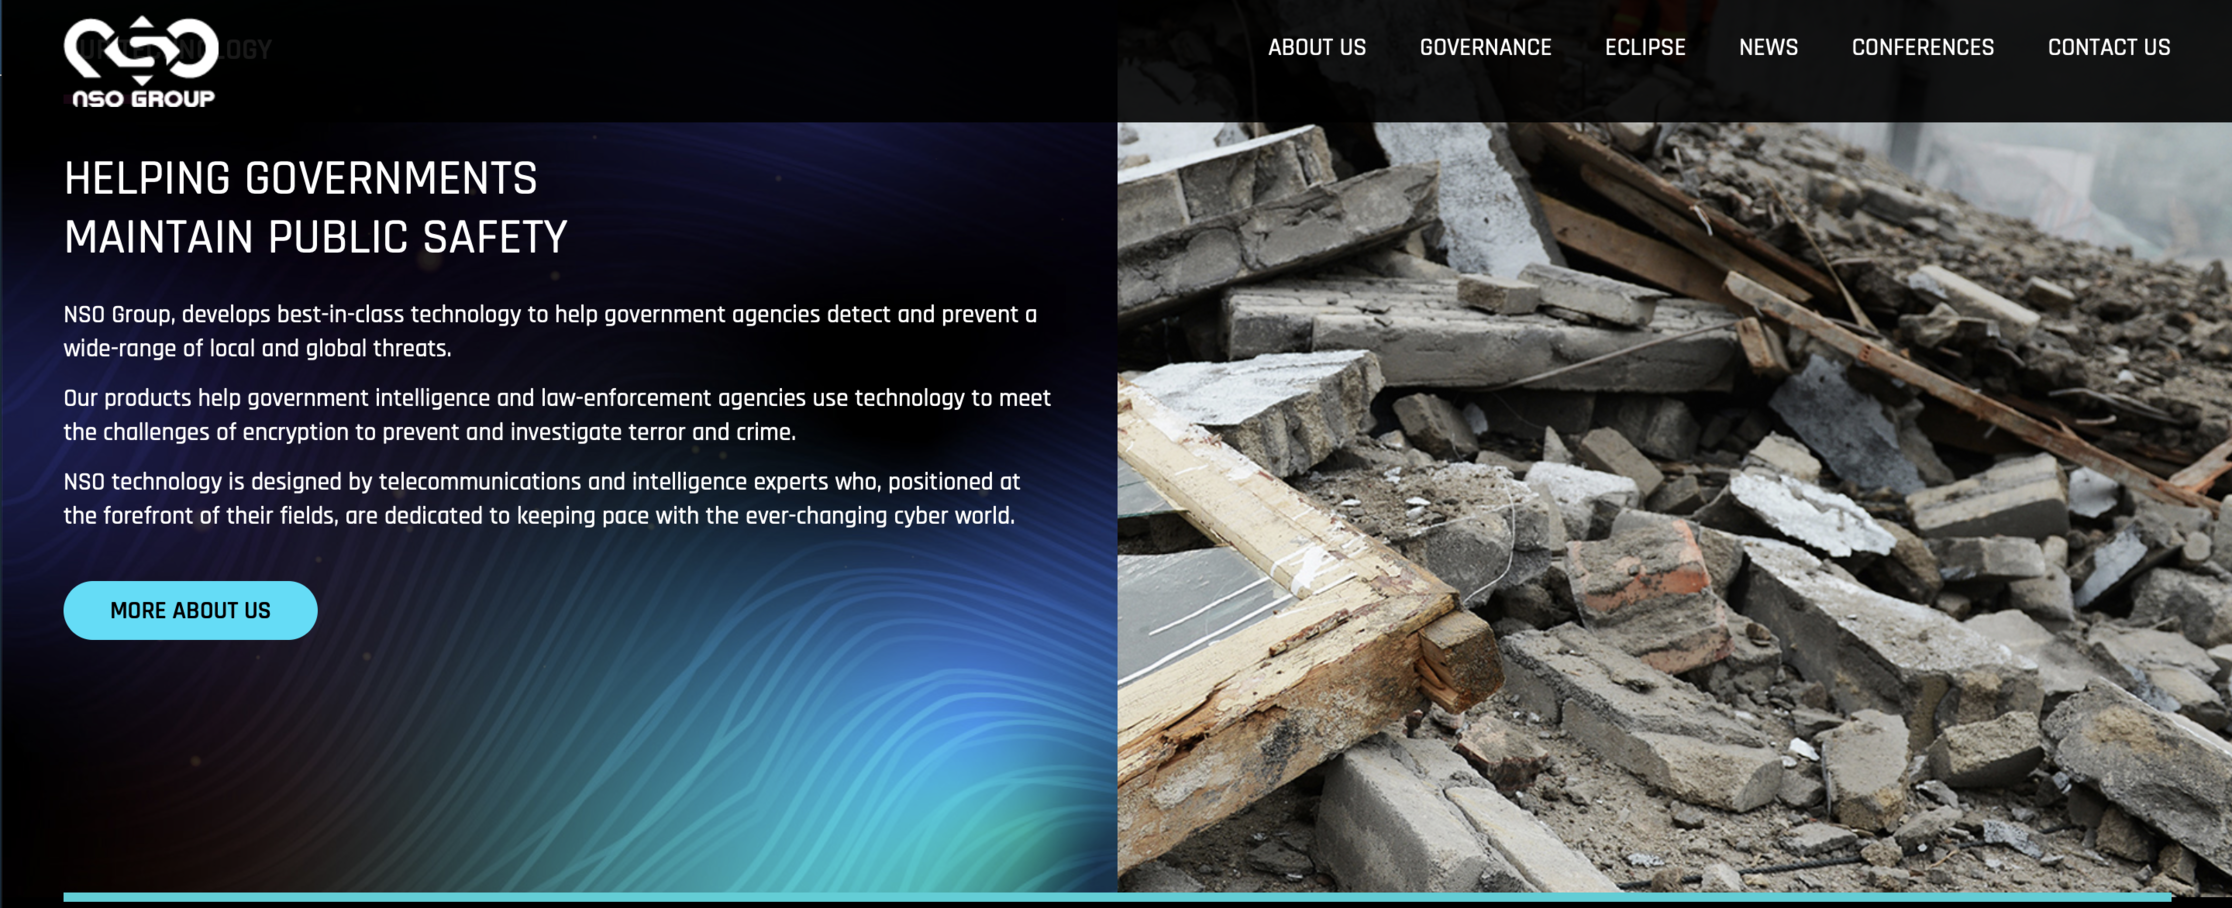 NSO GROUP
ABOUT US
GOVERNANCE
ECLIPSE
NEWS
CONFERENCES
CONTACT US
HELPING GOVERNMENTS
MAINTAIN PUBLIC SAFETY
NSO Group, develops best-in-class technology to help government agencies detect and prevent a
wide-range of local and global threats.
Our products help government intelligence and law-enforcement agencies use technology to meet
the challenges of encryption to prevent and investigate terror and crime.
NSO technology is designed by telecommunications and intelligence experts who, positioned at
the forefront of their fields, are dedicated to keeping pace with the ever-changing cyber world.
MORE ABOUT US